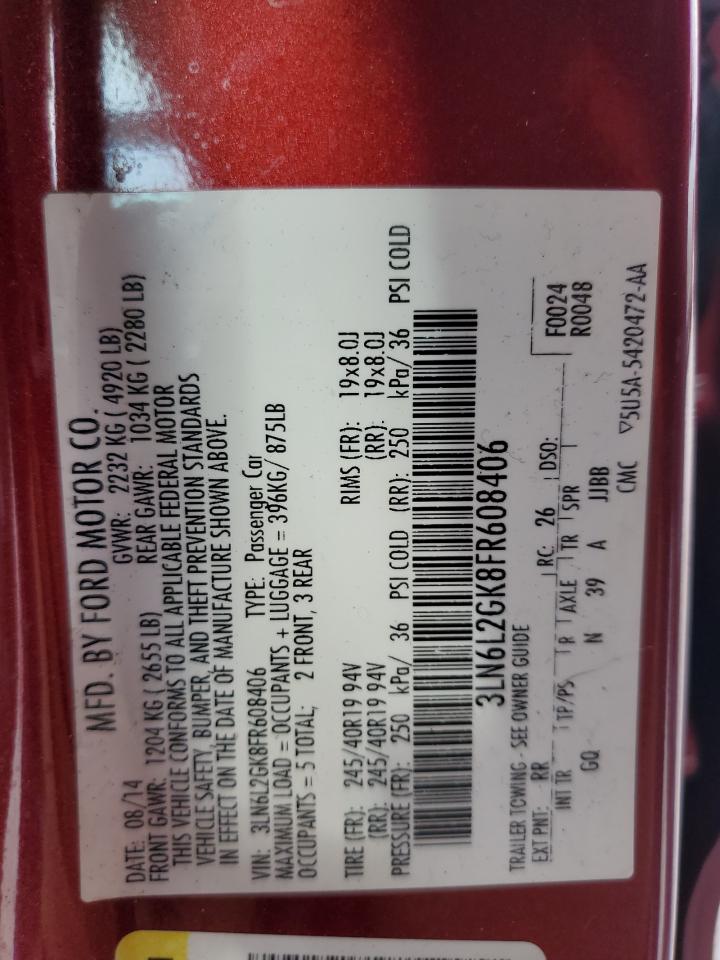 MFD. BY FORD MOTOR CO.
DATE: 08/14 GVWR: 2232 KG ( 4920 LB)
FRONT GAWR: 1204 KG ( 2655 LB) REAR GAWR: 1034 KG ( 2280 LB)
THIS VEHICLE CONFORMS TO ALL APPLICABLE FEDERAL MOTOR
VEHICLE SAFETY, BUMPER, AND THEFT PREVENTION STANDARDS
IN EFFECT ON THE DATE OF MANUFACTURE SHOWN ABOVE.
VIN: 3LN6L2GK8FR608406 TYPE: Passenger Car
MAXIMUM LOAD = OCCUPANTS + LUGGAGE = 396KG/ 875LB
OCCUPANTS = 5 TOTAL; 2 FRONT, 3 REAR
TIRE (FR): 245/40R19 94V RIMS (FR): 19x8.0J
(RR): 245/40R19 94V (RR): 19x8.0J
PRESSURE (FR): 250 kPa/ 36 PSI COLD (RR): 250 kPa/ 36 PSI COLD
3LN6L2GK8FR608406
TRAILER TOWING - SEE OWNER GUIDE
EXT PNT: RR RC: 26 DSO: F0024
INT TR TP/PS R AXLE TR SPR R0048
GQ N 39 A JJBB
CMC ▽5U5A-5420472-AA